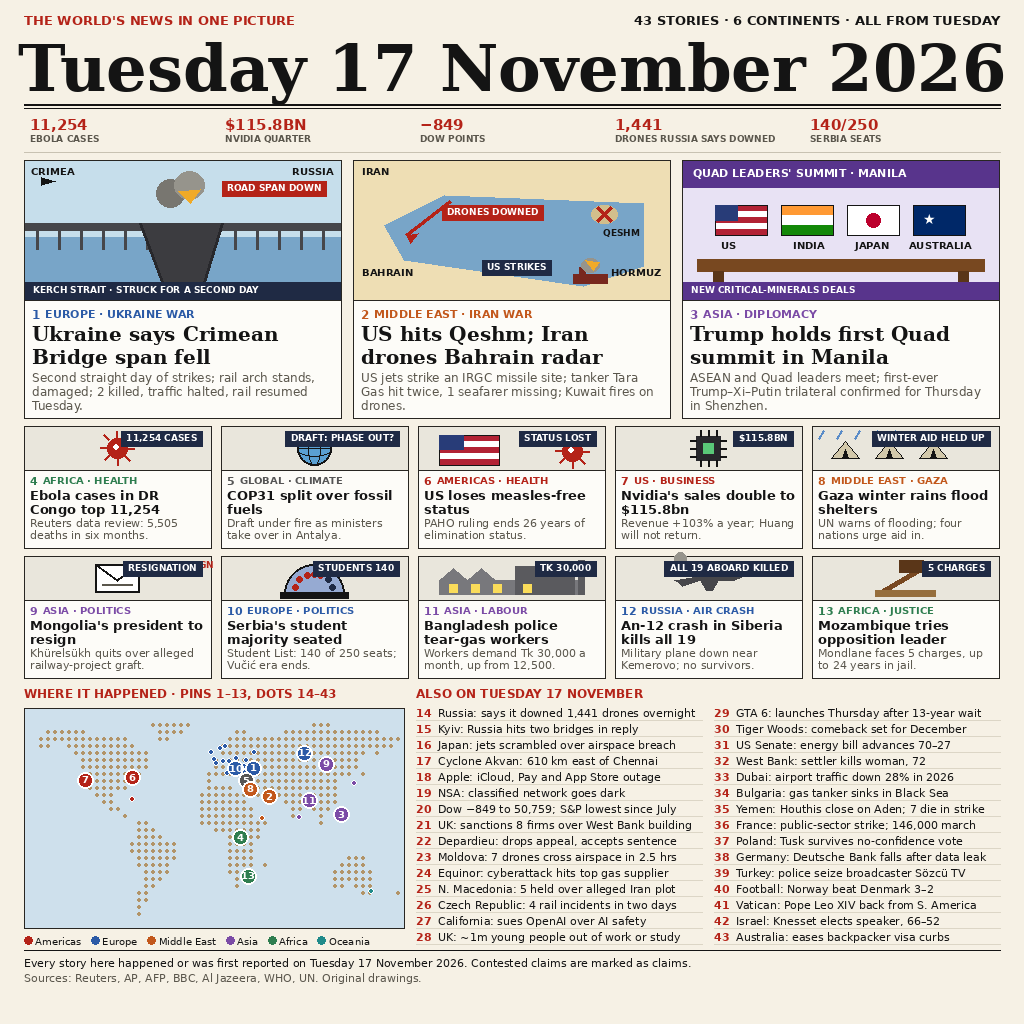 THE WORLD'S NEWS IN ONE PICTURE
43 STORIES · 6 CONTINENTS · ALL FROM TUESDAY
Tuesday 17 November 2026
11,254
EBOLA CASES
$115.8BN
NVIDIA QUARTER
−849
DOW POINTS
1,441
DRONES RUSSIA SAYS DOWNED
140/250
SERBIA SEATS
CRIMEA
RUSSIA
ROAD SPAN DOWN
KERCH STRAIT · STRUCK FOR A SECOND DAY
1 EUROPE · UKRAINE WAR
Ukraine says Crimean
Bridge span fell
Second straight day of strikes; rail arch stands,
damaged; 2 killed, traffic halted, rail resumed
Tuesday.
IRAN
DRONES DOWNED
QESHM
US STRIKES
BAHRAIN
HORMUZ
2 MIDDLE EAST · IRAN WAR
US hits Qeshm; Iran
drones Bahrain radar
US jets strike an IRGC missile site; tanker Tara
Gas hit twice, 1 seafarer missing; Kuwait fires on
drones.
QUAD LEADERS' SUMMIT · MANILA
US
INDIA
JAPAN
AUSTRALIA
NEW CRITICAL-MINERALS DEALS
3 ASIA · DIPLOMACY
Trump holds first Quad
summit in Manila
ASEAN and Quad leaders meet; first-ever
Trump–Xi–Putin trilateral confirmed for Thursday
in Shenzhen.
11,254 CASES
4 AFRICA · HEALTH
Ebola cases in DR
Congo top 11,254
Reuters data review: 5,505
deaths in six months.
DRAFT: PHASE OUT?
5 GLOBAL · CLIMATE
COP31 split over fossil
fuels
Draft under fire as ministers
take over in Antalya.
STATUS LOST
6 AMERICAS · HEALTH
US loses measles-free
status
PAHO ruling ends 26 years of
elimination status.
$115.8BN
7 US · BUSINESS
Nvidia's sales double to
$115.8bn
Revenue +103% a year; Huang
will not return.
WINTER AID HELD UP
8 MIDDLE EAST · GAZA
Gaza winter rains flood
shelters
UN warns of flooding; four
nations urge aid in.
RESIGNATION
9 ASIA · POLITICS
Mongolia's president to
resign
Khürelsükh quits over alleged
railway-project graft.
STUDENTS 140
10 EUROPE · POLITICS
Serbia's student
majority seated
Student List: 140 of 250 seats;
Vučić era ends.
TK 30,000
11 ASIA · LABOUR
Bangladesh police
tear-gas workers
Workers demand Tk 30,000 a
month, up from 12,500.
ALL 19 ABOARD KILLED
12 RUSSIA · AIR CRASH
An-12 crash in Siberia
kills all 19
Military plane down near
Kemerovo; no survivors.
5 CHARGES
13 AFRICA · JUSTICE
Mozambique tries
opposition leader
Mondlane faces 5 charges, up
to 24 years in jail.
WHERE IT HAPPENED · PINS 1–13, DOTS 14–43
7
6
10
1
5
8
2
12
9
11
3
4
13
Americas
Europe
Middle East
Asia
Africa
Oceania
ALSO ON TUESDAY 17 NOVEMBER
14 Russia: says it downed 1,441 drones overnight
15 Kyiv: Russia hits two bridges in reply
16 Japan: jets scrambled over airspace breach
17 Cyclone Akvan: 610 km east of Chennai
18 Apple: iCloud, Pay and App Store outage
19 NSA: classified network goes dark
20 Dow −849 to 50,759; S&P lowest since July
21 UK: sanctions 8 firms over West Bank building
22 Depardieu: drops appeal, accepts sentence
23 Moldova: 7 drones cross airspace in 2.5 hrs
24 Equinor: cyberattack hits top gas supplier
25 N. Macedonia: 5 held over alleged Iran plot
26 Czech Republic: 4 rail incidents in two days
27 California: sues OpenAI over AI safety
28 UK: ~1m young people out of work or study
29 GTA 6: launches Thursday after 13-year wait
30 Tiger Woods: comeback set for December
31 US Senate: energy bill advances 70–27
32 West Bank: settler kills woman, 72
33 Dubai: airport traffic down 28% in 2026
34 Bulgaria: gas tanker sinks in Black Sea
35 Yemen: Houthis close on Aden; 7 die in strike
36 France: public-sector strike; 146,000 march
37 Poland: Tusk survives no-confidence vote
38 Germany: Deutsche Bank falls after data leak
39 Turkey: police seize broadcaster Sözcü TV
40 Football: Norway beat Denmark 3–2
41 Vatican: Pope Leo XIV back from S. America
42 Israel: Knesset elects speaker, 66–52
43 Australia: eases backpacker visa curbs
Every story here happened or was first reported on Tuesday 17 November 2026. Contested claims are marked as claims.
Sources: Reuters, AP, AFP, BBC, Al Jazeera, WHO, UN. Original drawings.